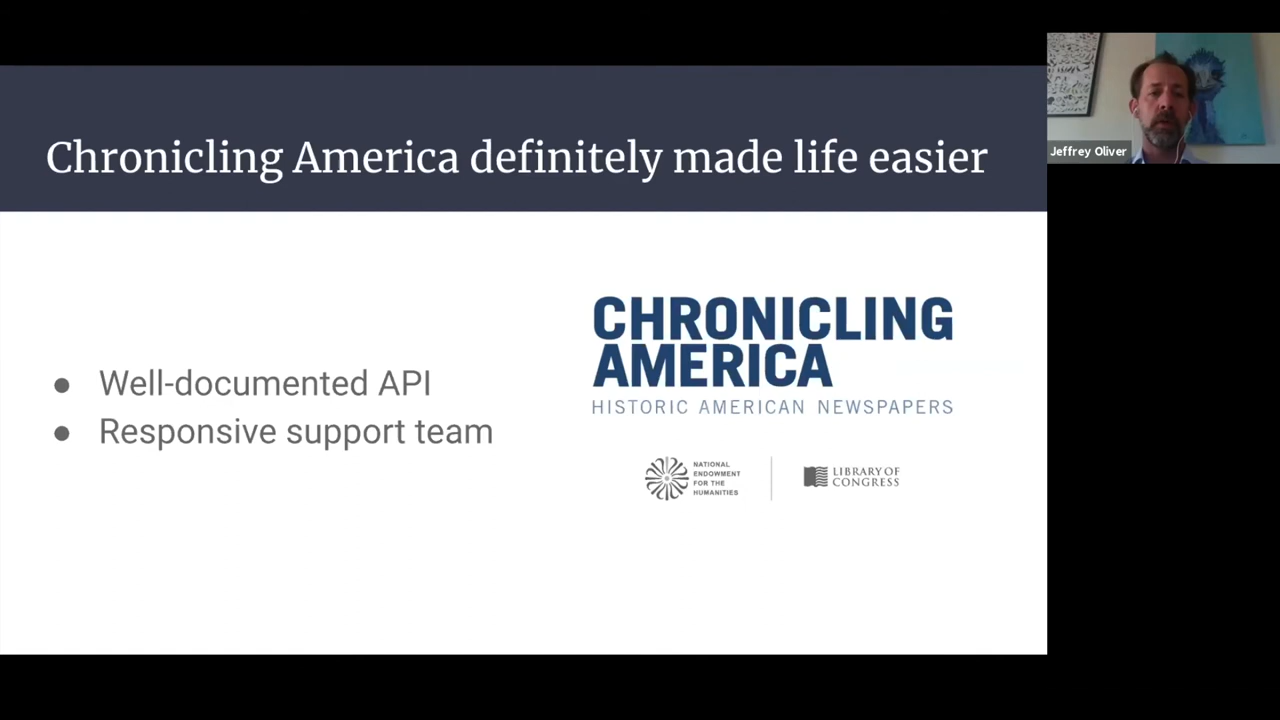 Chronicling America definitely made life easier
Jeffrey Oliver
● Well-documented API
● Responsive support team
CHRONICLING
AMERICA
HISTORIC AMERICAN NEWSPAPERS
NATIONAL
ENDOWMENT
FOR THE
HUMANITIES
LIBRARY OF
CONGRESS